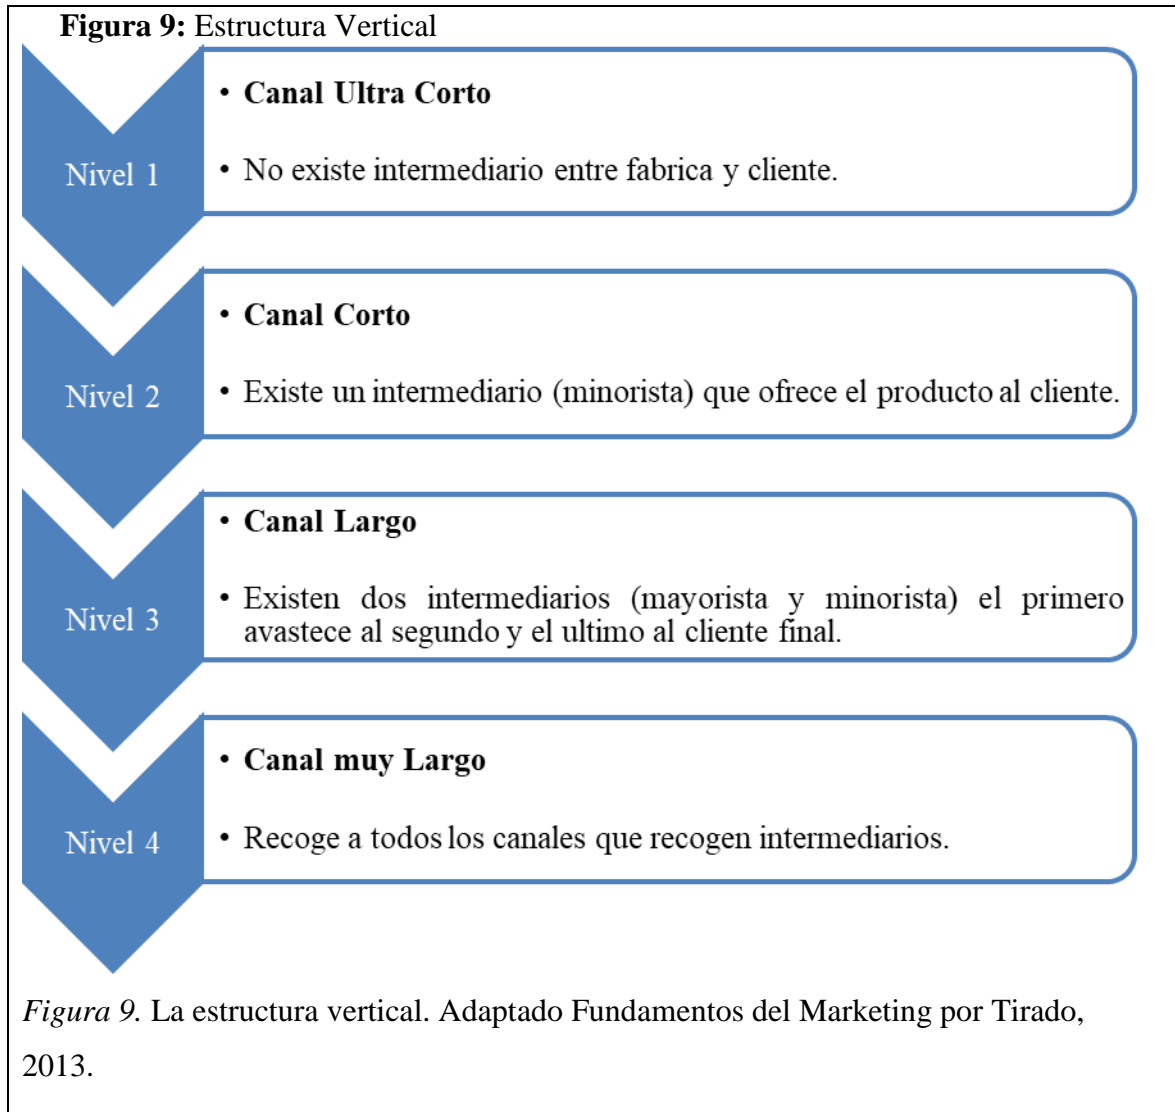 Figura 9: Estructura Vertical
Nivel 1
• Canal Ultra Corto
• No existe intermediario entre fabrica y cliente.
Nivel 2
• Canal Corto
• Existe un intermediario (minorista) que ofrece el producto al cliente.
Nivel 3
• Canal Largo
• Existen dos intermediarios (mayorista y minorista) el primero
avastece al segundo y el ultimo al cliente final.
Nivel 4
• Canal muy Largo
• Recoge a todos los canales que recogen intermediarios.
Figura 9. La estructura vertical. Adaptado Fundamentos del Marketing por Tirado,
2013.